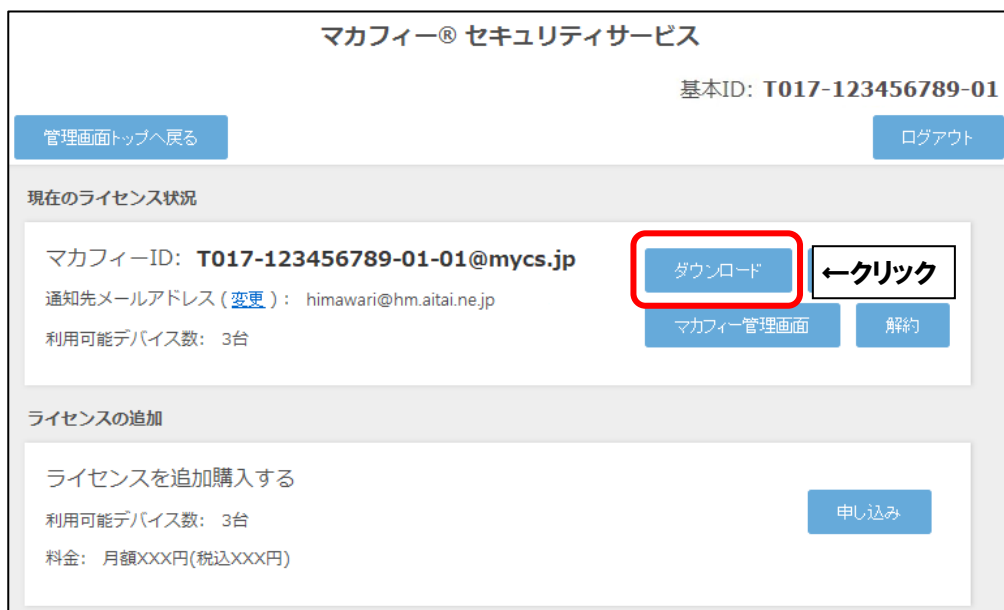 マカフィー® セキュリティサービス
基本ID: T017-123456789-01
管理画面トップへ戻る
ログアウト
現在のライセンス状況
マカフィーID: T017-123456789-01-01@mycs.jp
ダウンロード
←クリック
通知先メールアドレス ( 変更 ) : himawari@hm.aitai.ne.jp
利用可能デバイス数: 3台
マカフィー管理画面
解約
ライセンスの追加
ライセンスを追加購入する
利用可能デバイス数: 3台
申し込み
料金: 月額XXX円(税込XXX円)